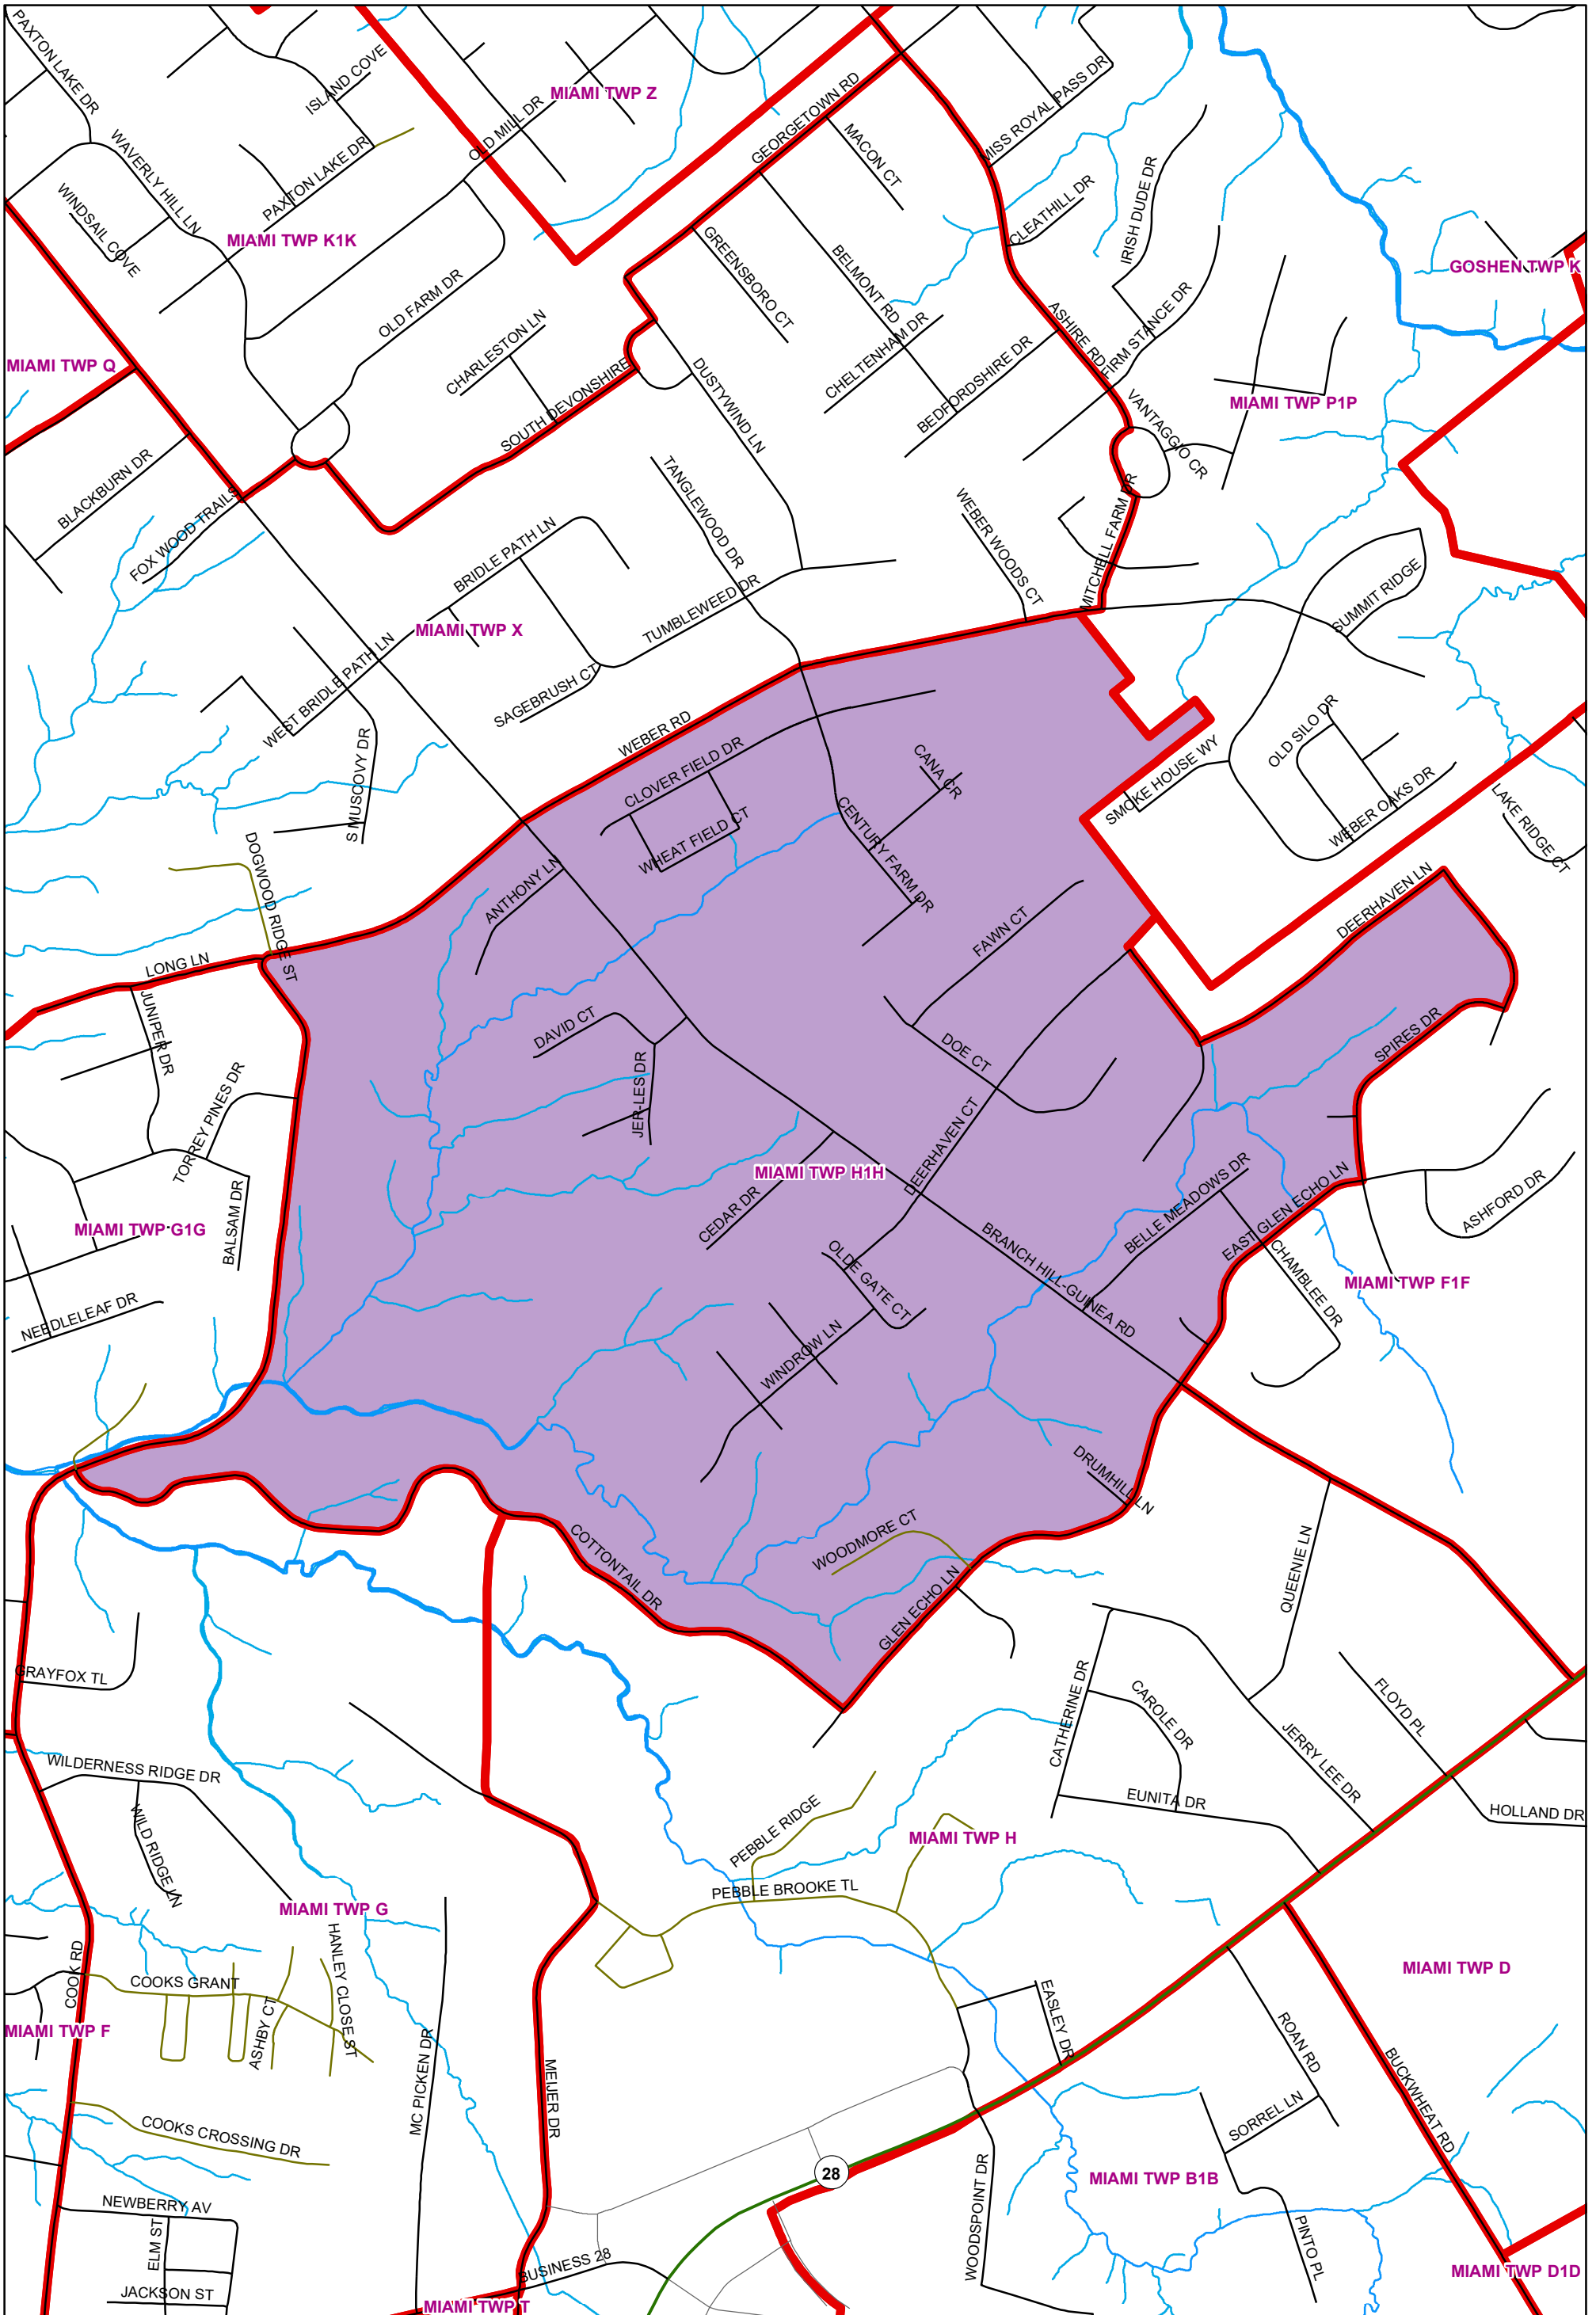 PAXTON LAKE DR
ISLAND COVE
MIAMI TWP Z
OLD MILL DR
GEORGETOWN RD
MISS ROYAL PASS DR
WAVERLY HILL LN
MACON CT
PAXTON LAKE DR
WINDSAIL COVE
CLEATHILL DR
IRISH DUDE DR
MIAMI TWP K1K
GREENSBORO CT
BELMONT RD
GOSHEN TWP K
OLD FARM DR
CHARLESTON LN
ASHIRE RD
FIRM STANCE DR
MIAMI TWP Q
SOUTH DEVONSHIRE
DUSTYWIND LN
CHELTENHAM DR
BEDFORDSHIRE DR
VANTAGGIO CR
MIAMI TWP P1P
BLACKBURN DR
FOX WOOD TRAILS
TANGLEWOOD DR
WEBER WOODS CT
MITCHELL FARM DR
BRIDLE PATH LN
TUMBLEWEED DR
SUMMIT RIDGE
MIAMI TWP X
WEST BRIDLE PATH LN
SAGEBRUSH CT
WEBER RD
S MUSCOVY DR
CLOVER FIELD DR
CANA CR
OLD SILO DR
SMOKE HOUSE WY
WEBER OAKS DR
LAKE RIDGE CT
WHEAT FIELD CT
CENTURY FARM DR
DOGWOOD RIDGE ST
ANTHONY LN
FAWN CT
DEERHAVEN LN
LONG LN
JUNIPER DR
DAVID CT
DOE CT
SPIRES DR
JER-LES DR
TORREY PINES DR
DEERHAVEN CT
MIAMI TWP H1H
BALSAM DR
MIAMI TWP G1G
CEDAR DR
BELLE MEADOWS DR
EAST GLEN ECHO LN
ASHFORD DR
BRANCH HILL-GUINEA RD
OLDE GATE CT
CHAMBLEE DR
MIAMI TWP F1F
NEEDLELEAF DR
WINDROW LN
DRUMHILL LN
COTTONTAIL DR
WOODMORE CT
GLEN ECHO LN
QUEENIE LN
GRAYFOX TL
CATHERINE DR
CAROLE DR
FLOYD PL
JERRY LEE DR
WILDERNESS RIDGE DR
EUNITA DR
HOLLAND DR
WILD RIDGE LN
PEBBLE RIDGE
MIAMI TWP H
PEBBLE BROOKE TL
MIAMI TWP G
HANLEY CLOSE ST
COOK RD
COOKS GRANT
ASHBY CT
MIAMI TWP D
MIAMI TWP F
EASLEY DR
ROAN RD
MC PICKEN DR
MEIJER DR
BUCKWHEAT RD
COOKS CROSSING DR
SORREL LN
28
MIAMI TWP B1B
WOODSPOINT DR
NEWBERRY AV
ELM ST
PINTO PL
BUSINESS 28
JACKSON ST
MIAMI TWP D1D
MIAMI TWP T